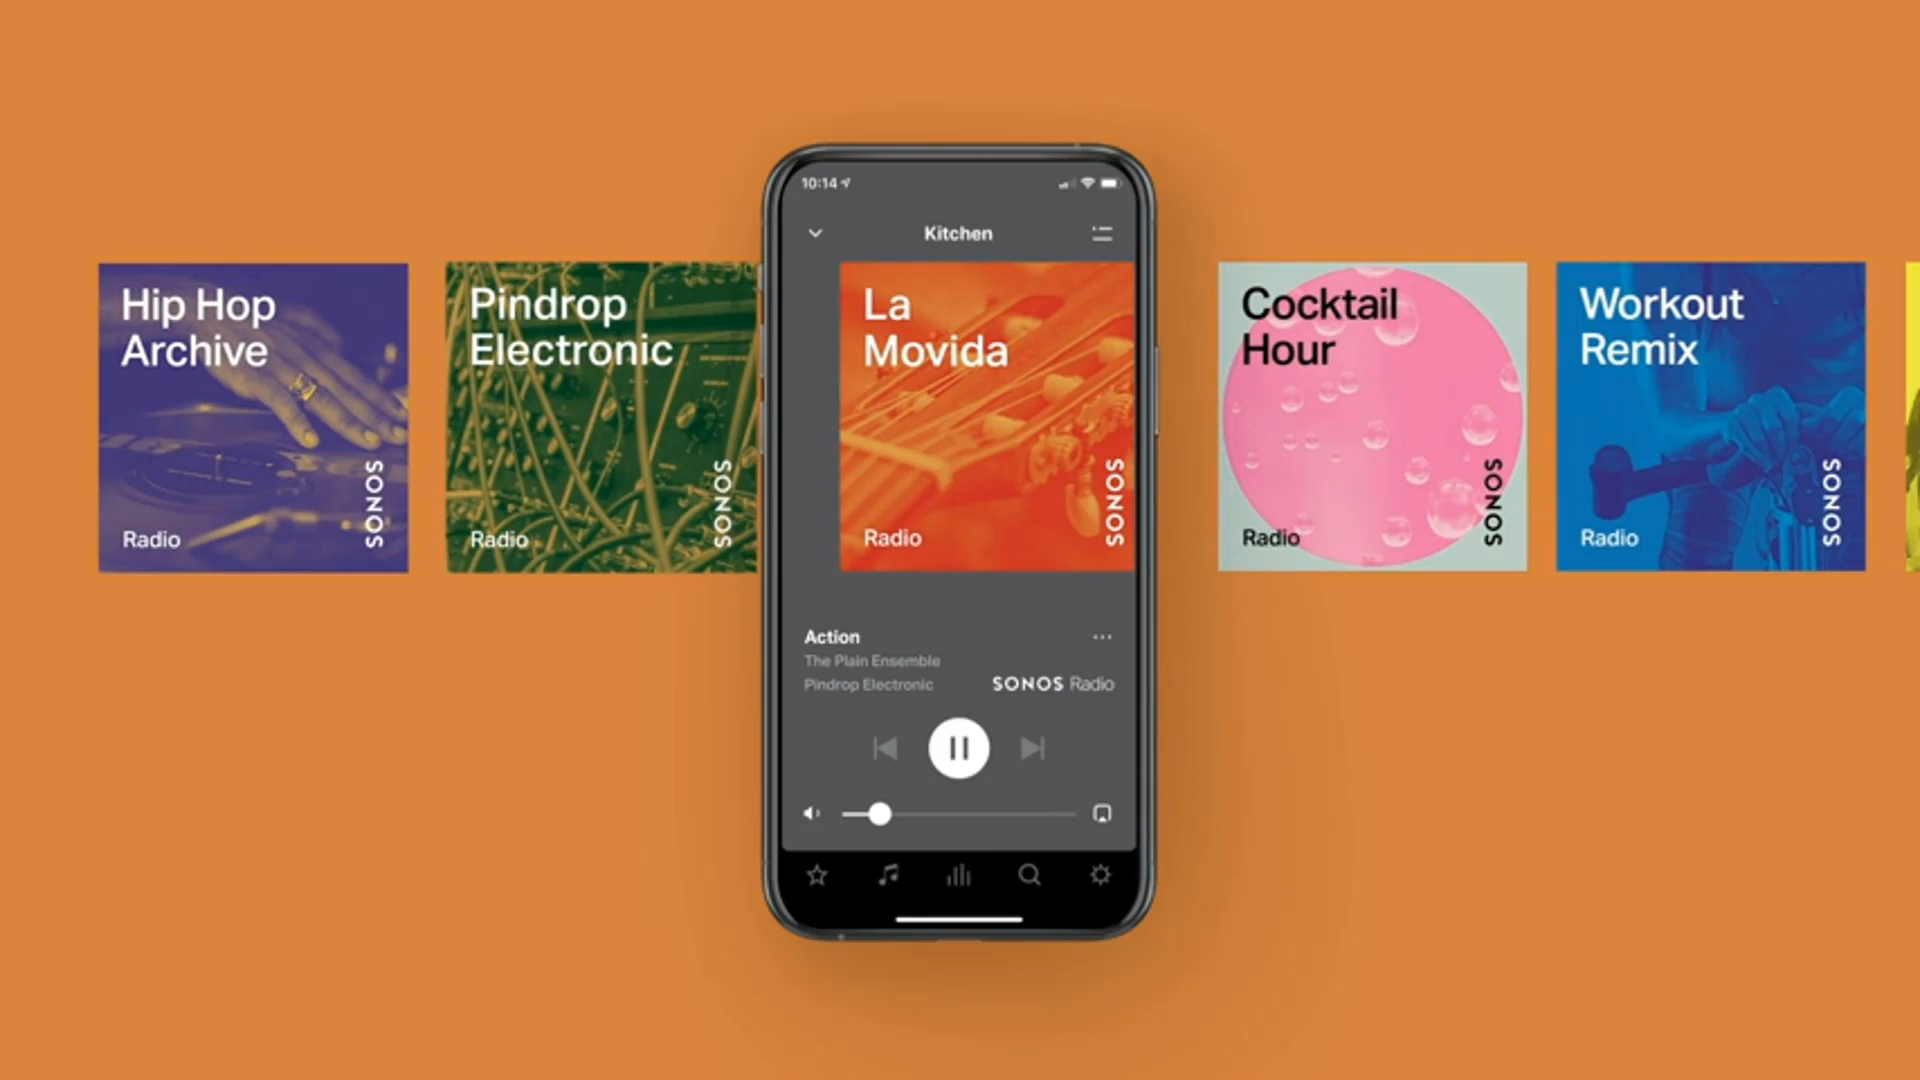 10:14
Kitchen
Hip Hop
Archive
Radio
SONOS
Pindrop
Electronic
Radio
SONOS
La
Movida
Radio
SONOS
Cocktail
Hour
Radio
SONOS
Workout
Remix
Radio
SONOS
Action
The Plain Ensemble
Pindrop Electronic
SONOS Radio